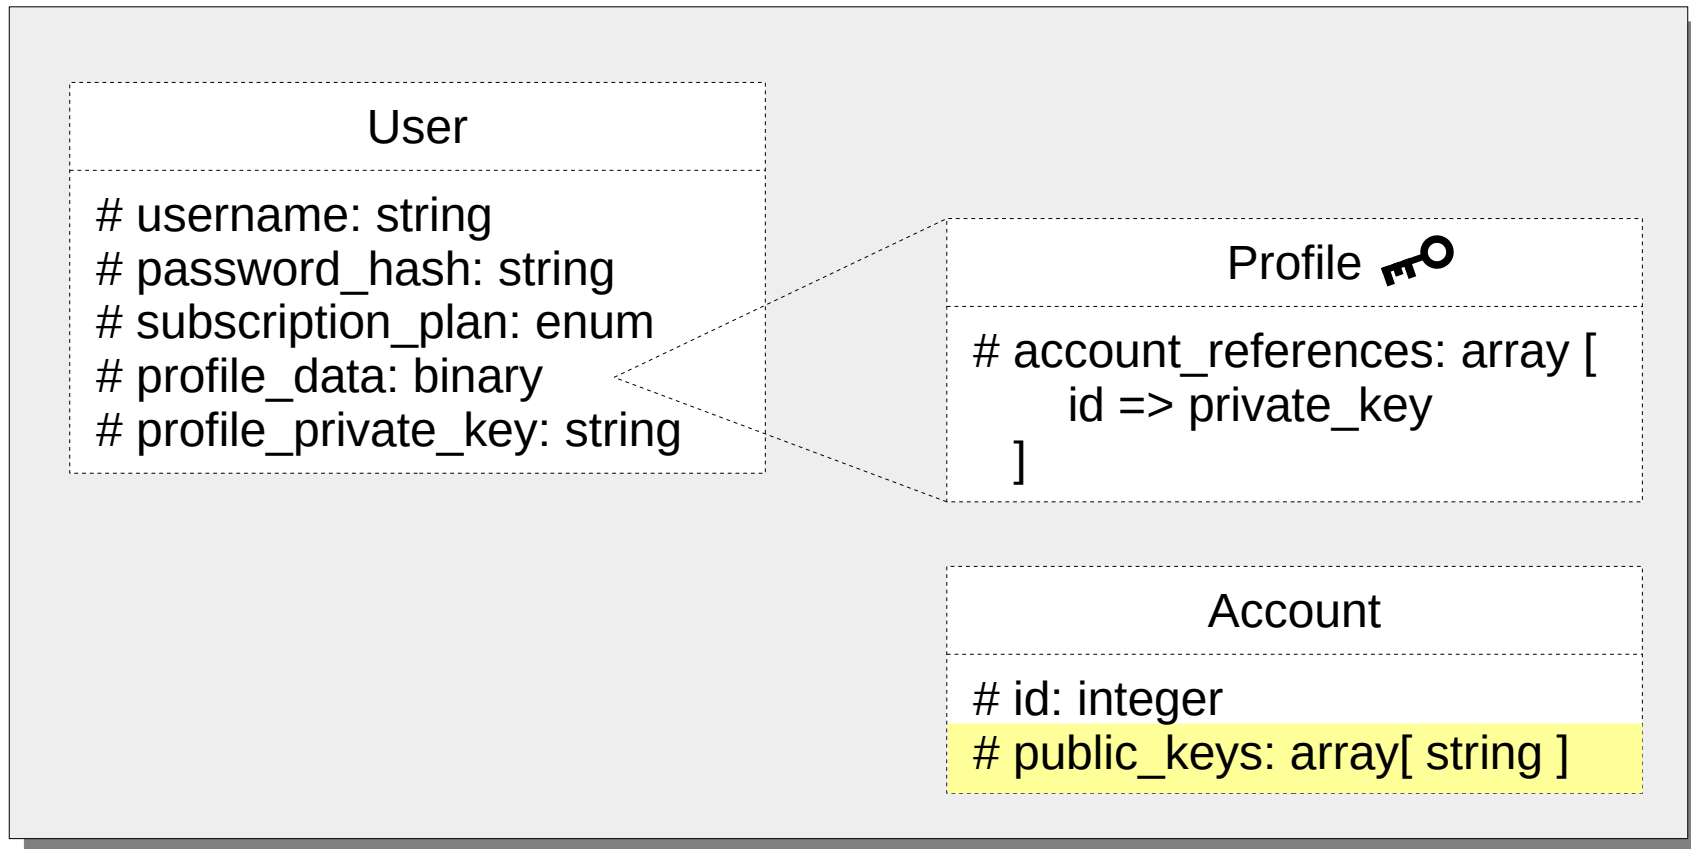 User
# username: string
# password_hash: string
# subscription_plan: enum
# profile_data: binary
# profile_private_key: string
Profile
# account_references: array [
id => private_key
]
Account
# id: integer
# public_keys: array[ string ]